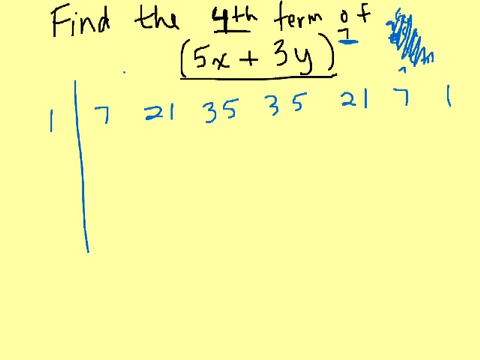 Find the 4th term of
(5x + 3y)⁷
1 7 21 35 35 21 7 1